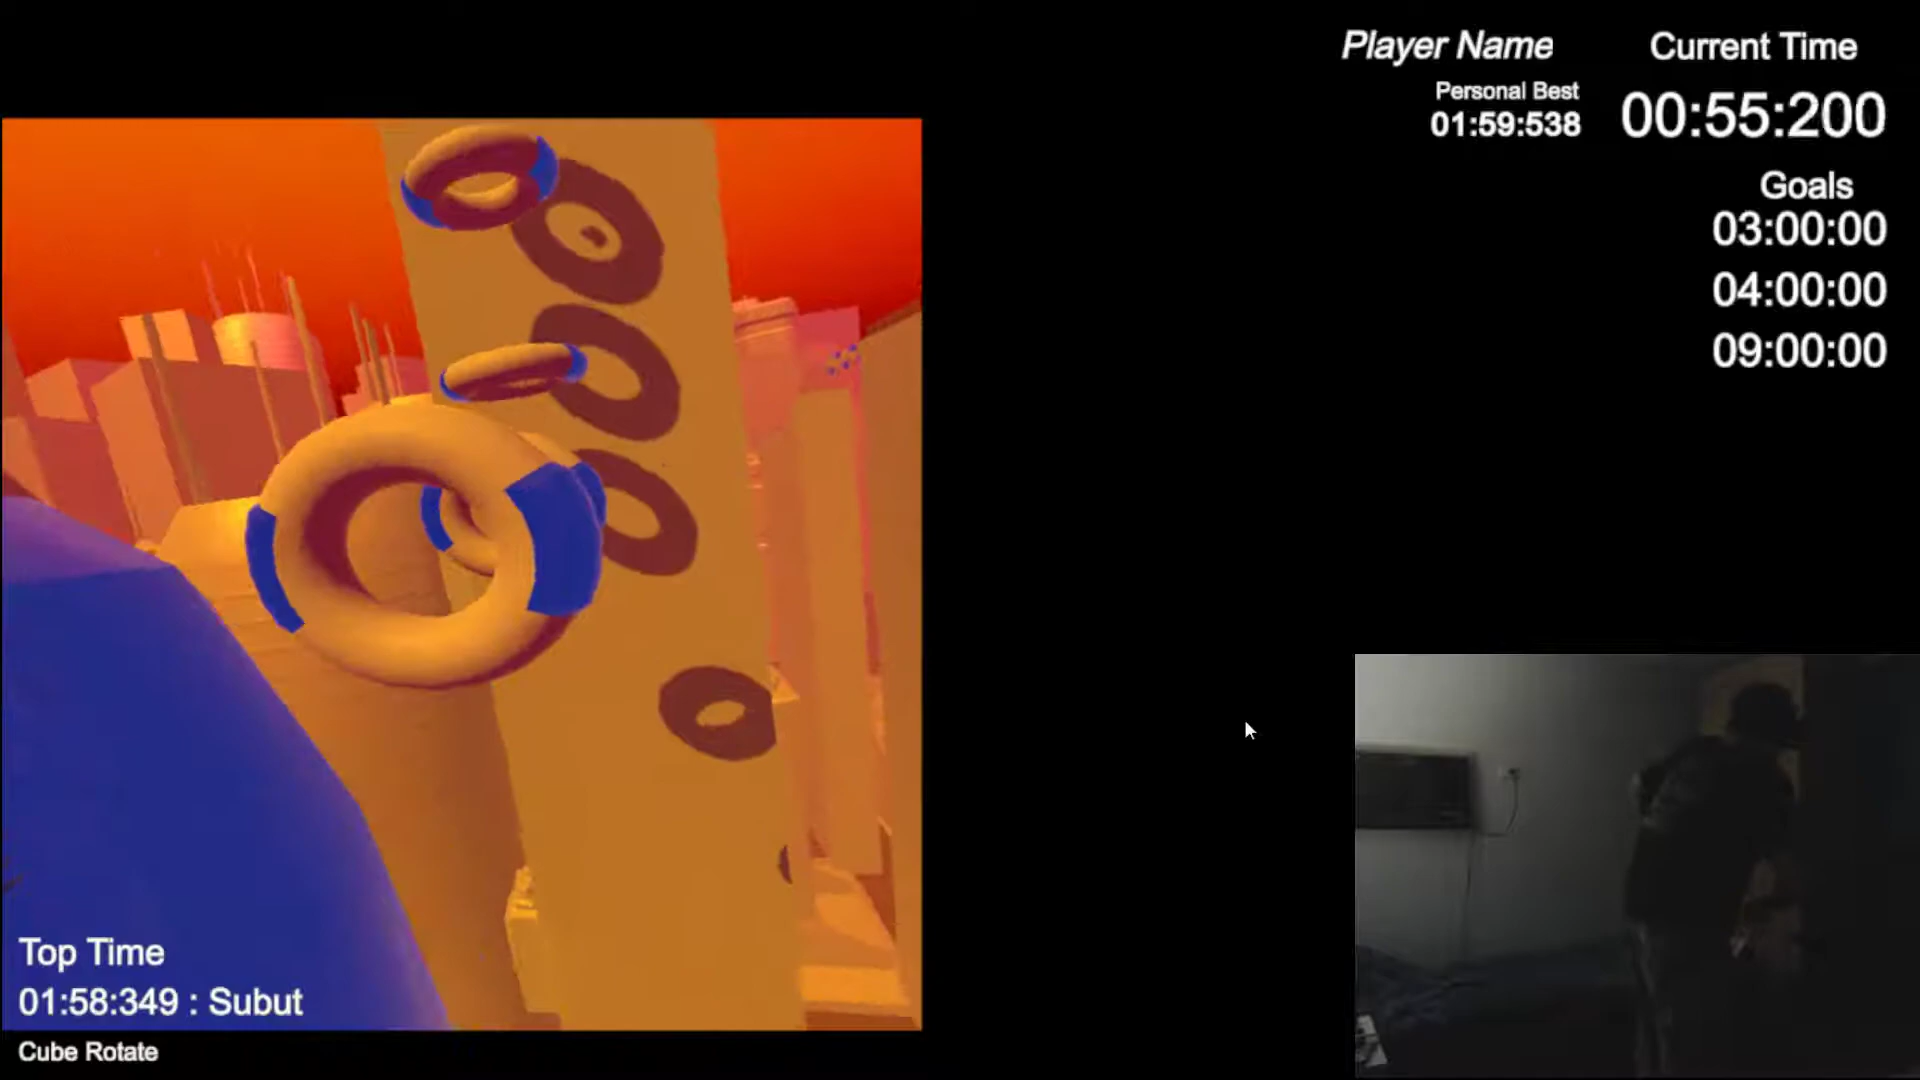 Player Name
Current Time
Personal Best
01:59:538
00:55:200
Goals
03:00:00
04:00:00
09:00:00
Top Time
01:58:349 : Subut
Cube Rotate